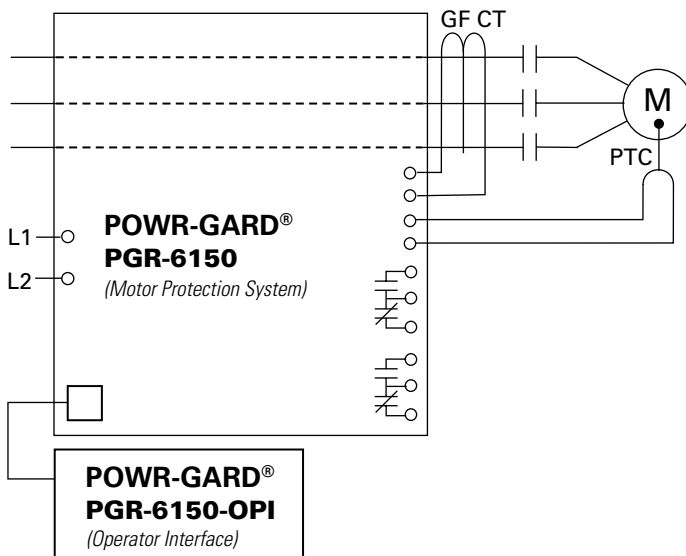 GF CT
M
PTC
L1
L2
POWR-GARD®
PGR-6150
(Motor Protection System)
POWR-GARD®
PGR-6150-OPI
(Operator Interface)